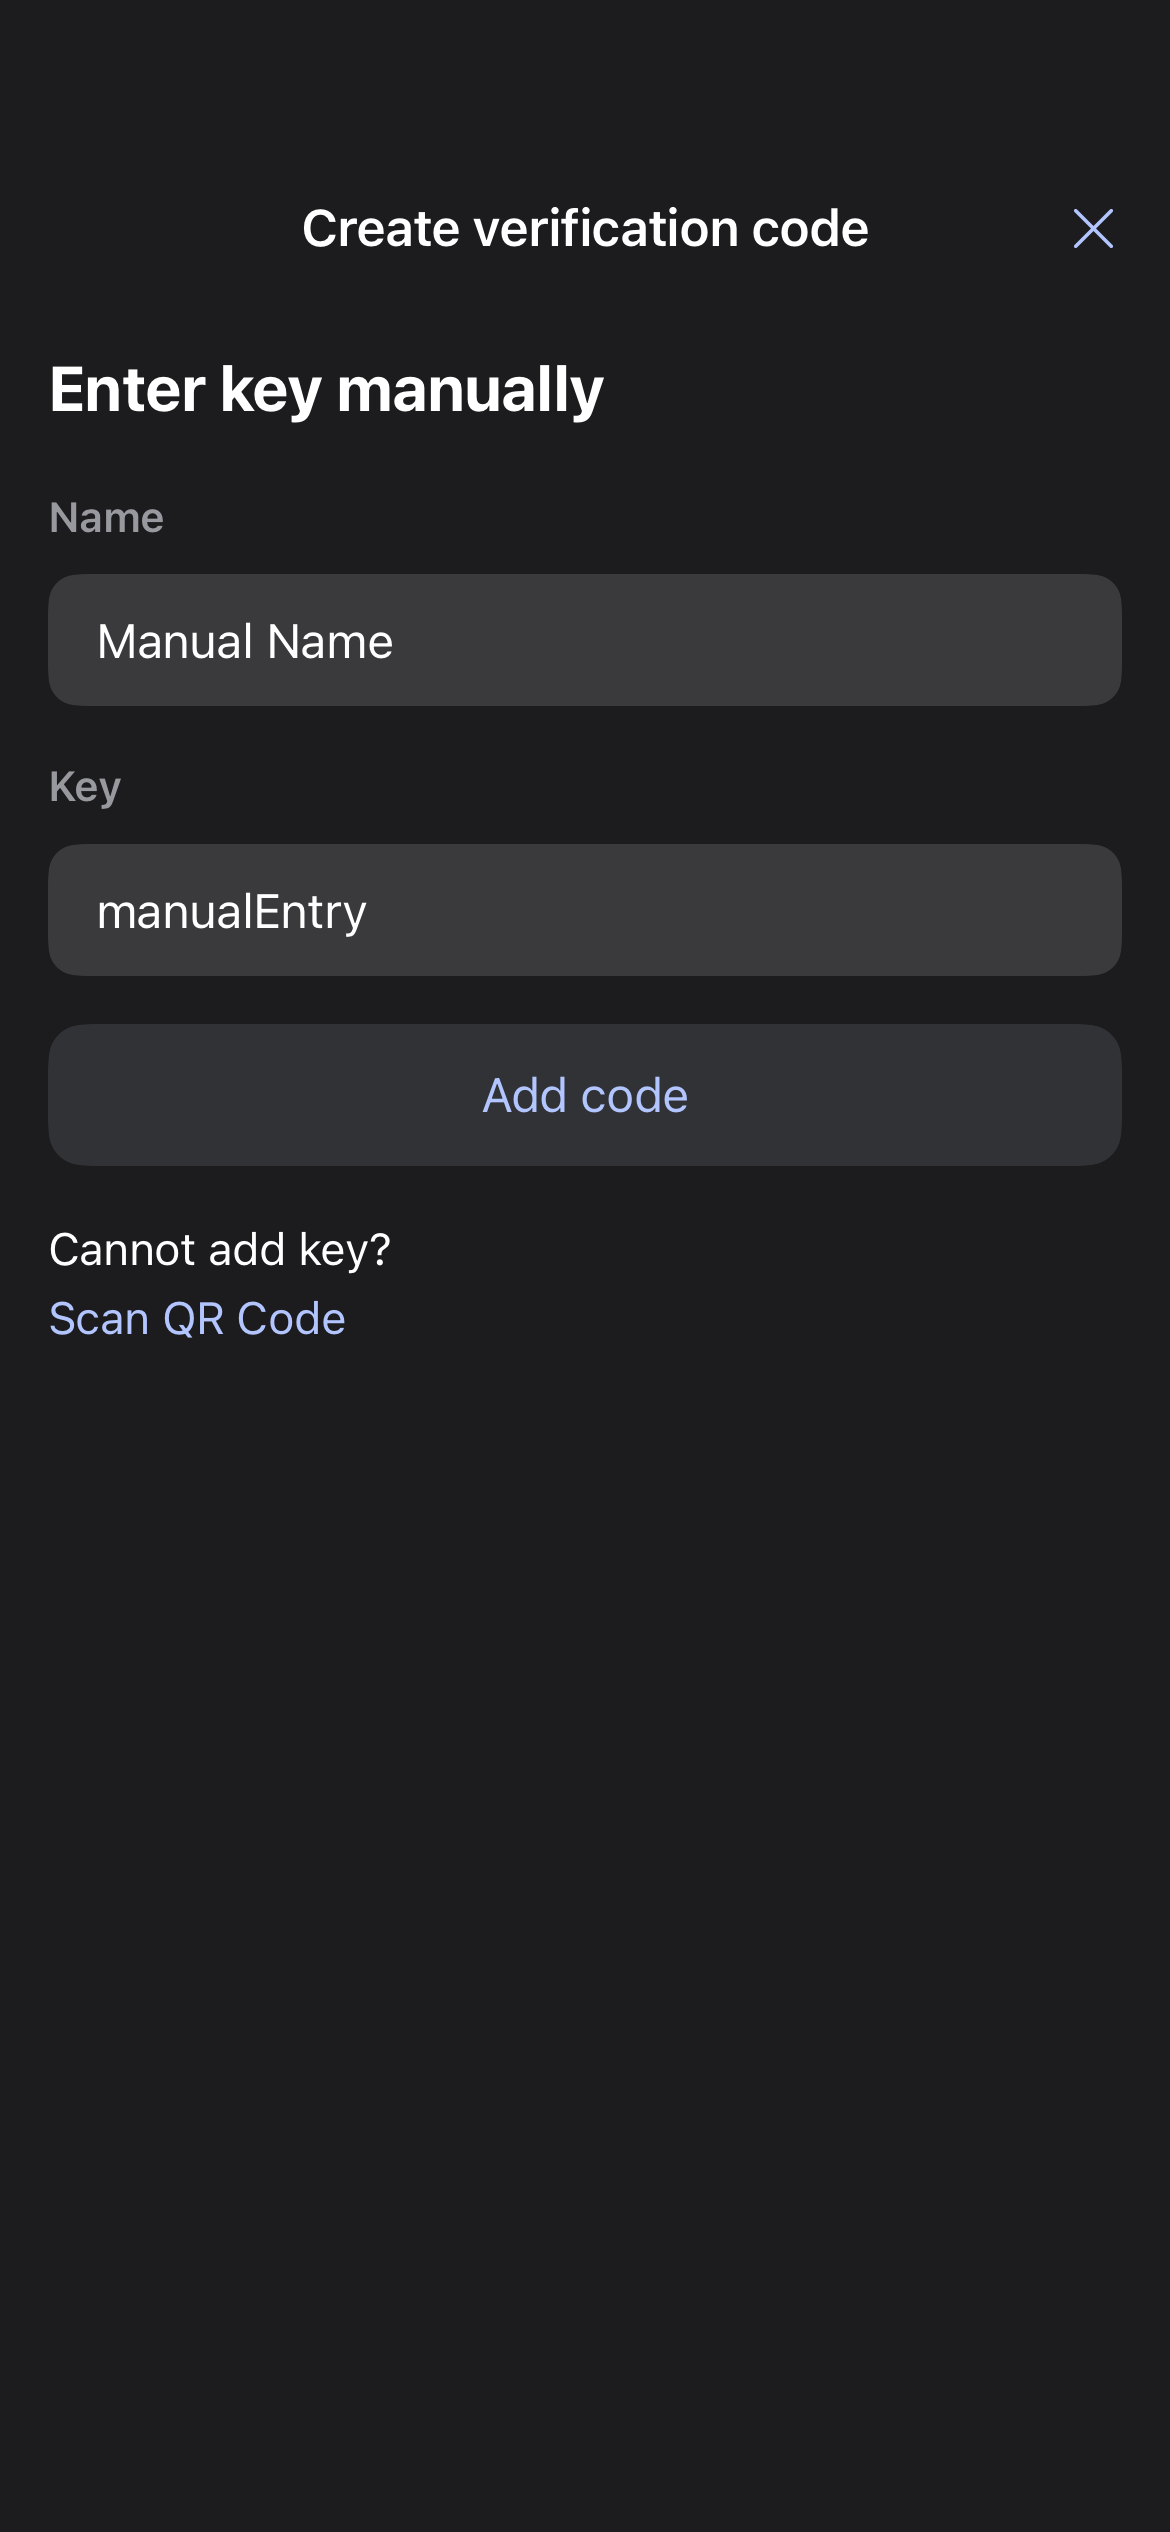 Create verification code
Enter key manually
Name
Manual Name
Key
manualEntry
Add code
Cannot add key?
Scan QR Code